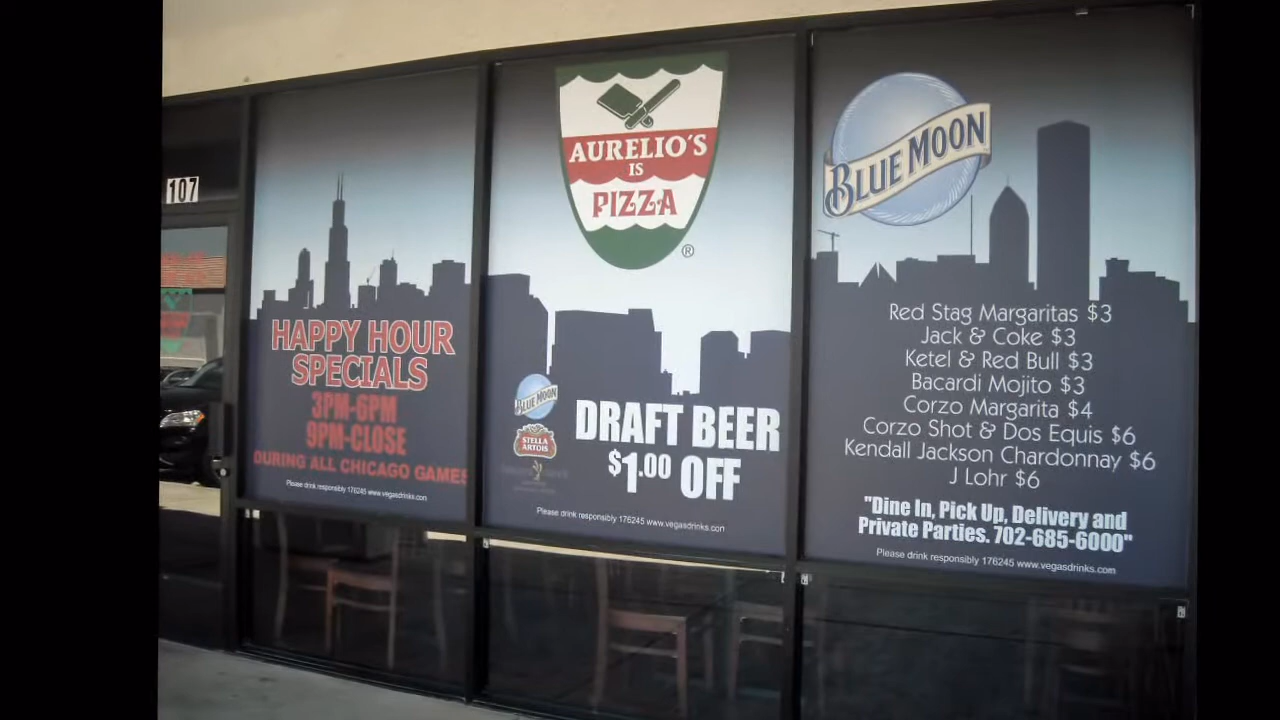 107
HAPPY HOUR
SPECIALS
3PM-6PM
9PM-CLOSE
DURING ALL CHICAGO GAMES
Please drink responsibly 176245 www.vegasdrinks.com
AURELIO'S
IS
PIZZA
®
BLUE MOON
STELLA
ARTOIS
DRAFT BEER
$1.00 OFF
Please drink responsibly 176245 www.vegasdrinks.com
BLUE MOON
Red Stag Margaritas $3
Jack & Coke $3
Ketel & Red Bull $3
Bacardi Mojito $3
Corzo Margarita $4
Corzo Shot & Dos Equis $6
Kendall Jackson Chardonnay $6
J Lohr $6
"Dine In, Pick Up, Delivery and
Private Parties. 702-685-6000"
Please drink responsibly 176245 www.vegasdrinks.com